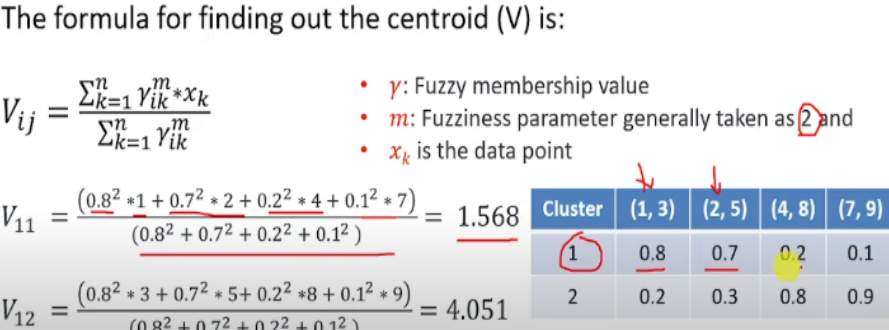 The formula for finding out the centroid (V) is:
V_{ij} = \frac{\sum_{k=1}^{n} \gamma_{ik}^{m} * x_k}{\sum_{k=1}^{n} \gamma_{ik}^{m}}
• γ: Fuzzy membership value
• m: Fuzziness parameter generally taken as 2 and
• x_k is the data point
V_{11} = \frac{(0.8^2 *1 + 0.7^2 * 2 + 0.2^2 * 4 + 0.1^2 * 7)}{(0.8^2 + 0.7^2 + 0.2^2 + 0.1^2 )} = 1.568
Cluster (1, 3) (2, 5) (4, 8) (7, 9)
1 0.8 0.7 0.2 0.1
2 0.2 0.3 0.8 0.9
V_{12} = \frac{(0.8^2 * 3 + 0.7^2 * 5+ 0.2^2 *8 + 0.1^2 * 9)}{(0.8^2 + 0.7^2 + 0.2^2 + 0.1^2 )} = 4.051